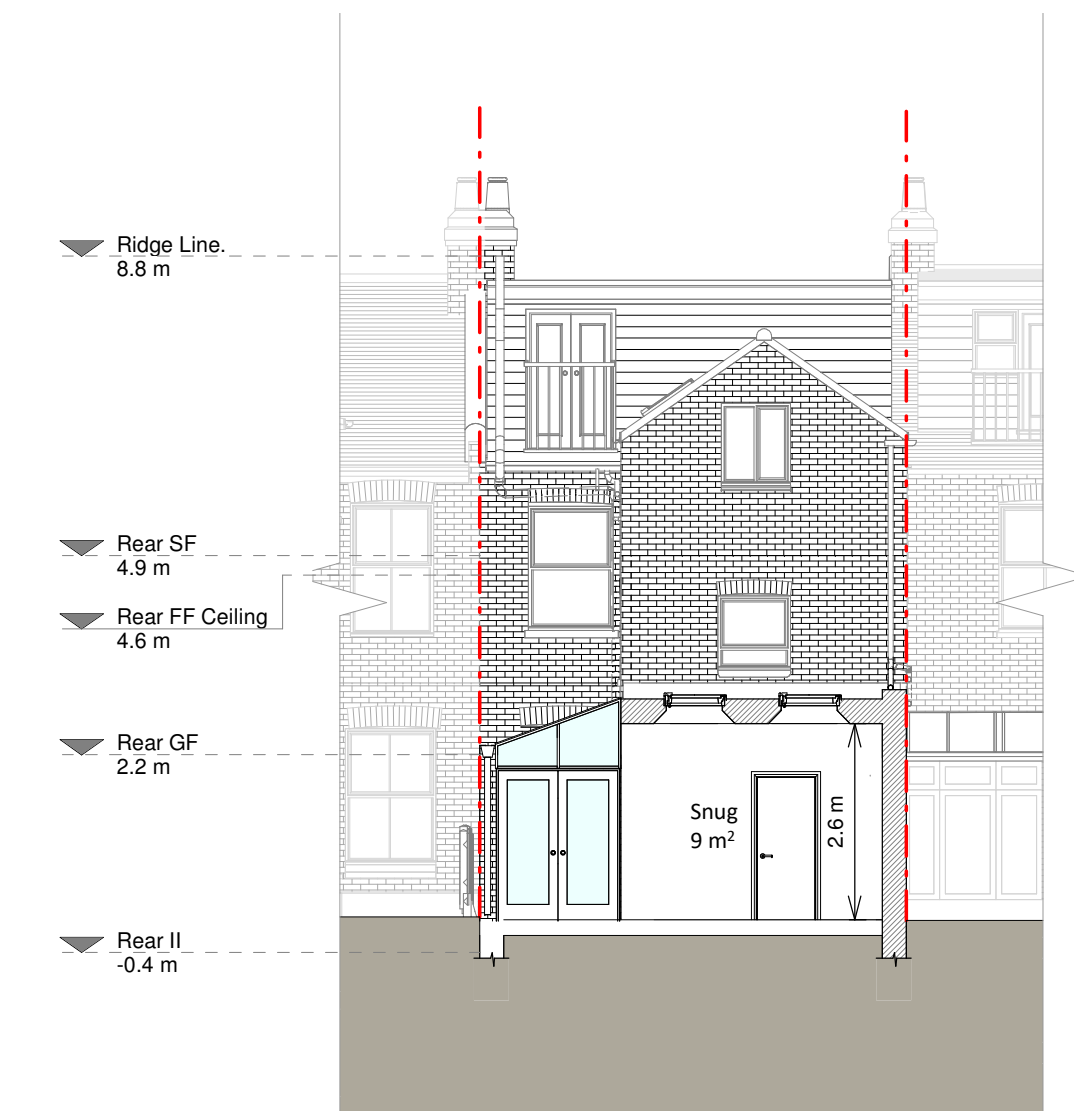 Ridge Line.
8.8 m
Rear SF
4.9 m
Rear FF Ceiling
4.6 m
Rear GF
2.2 m
Snug
9 m²
2.6 m
Rear II
-0.4 m